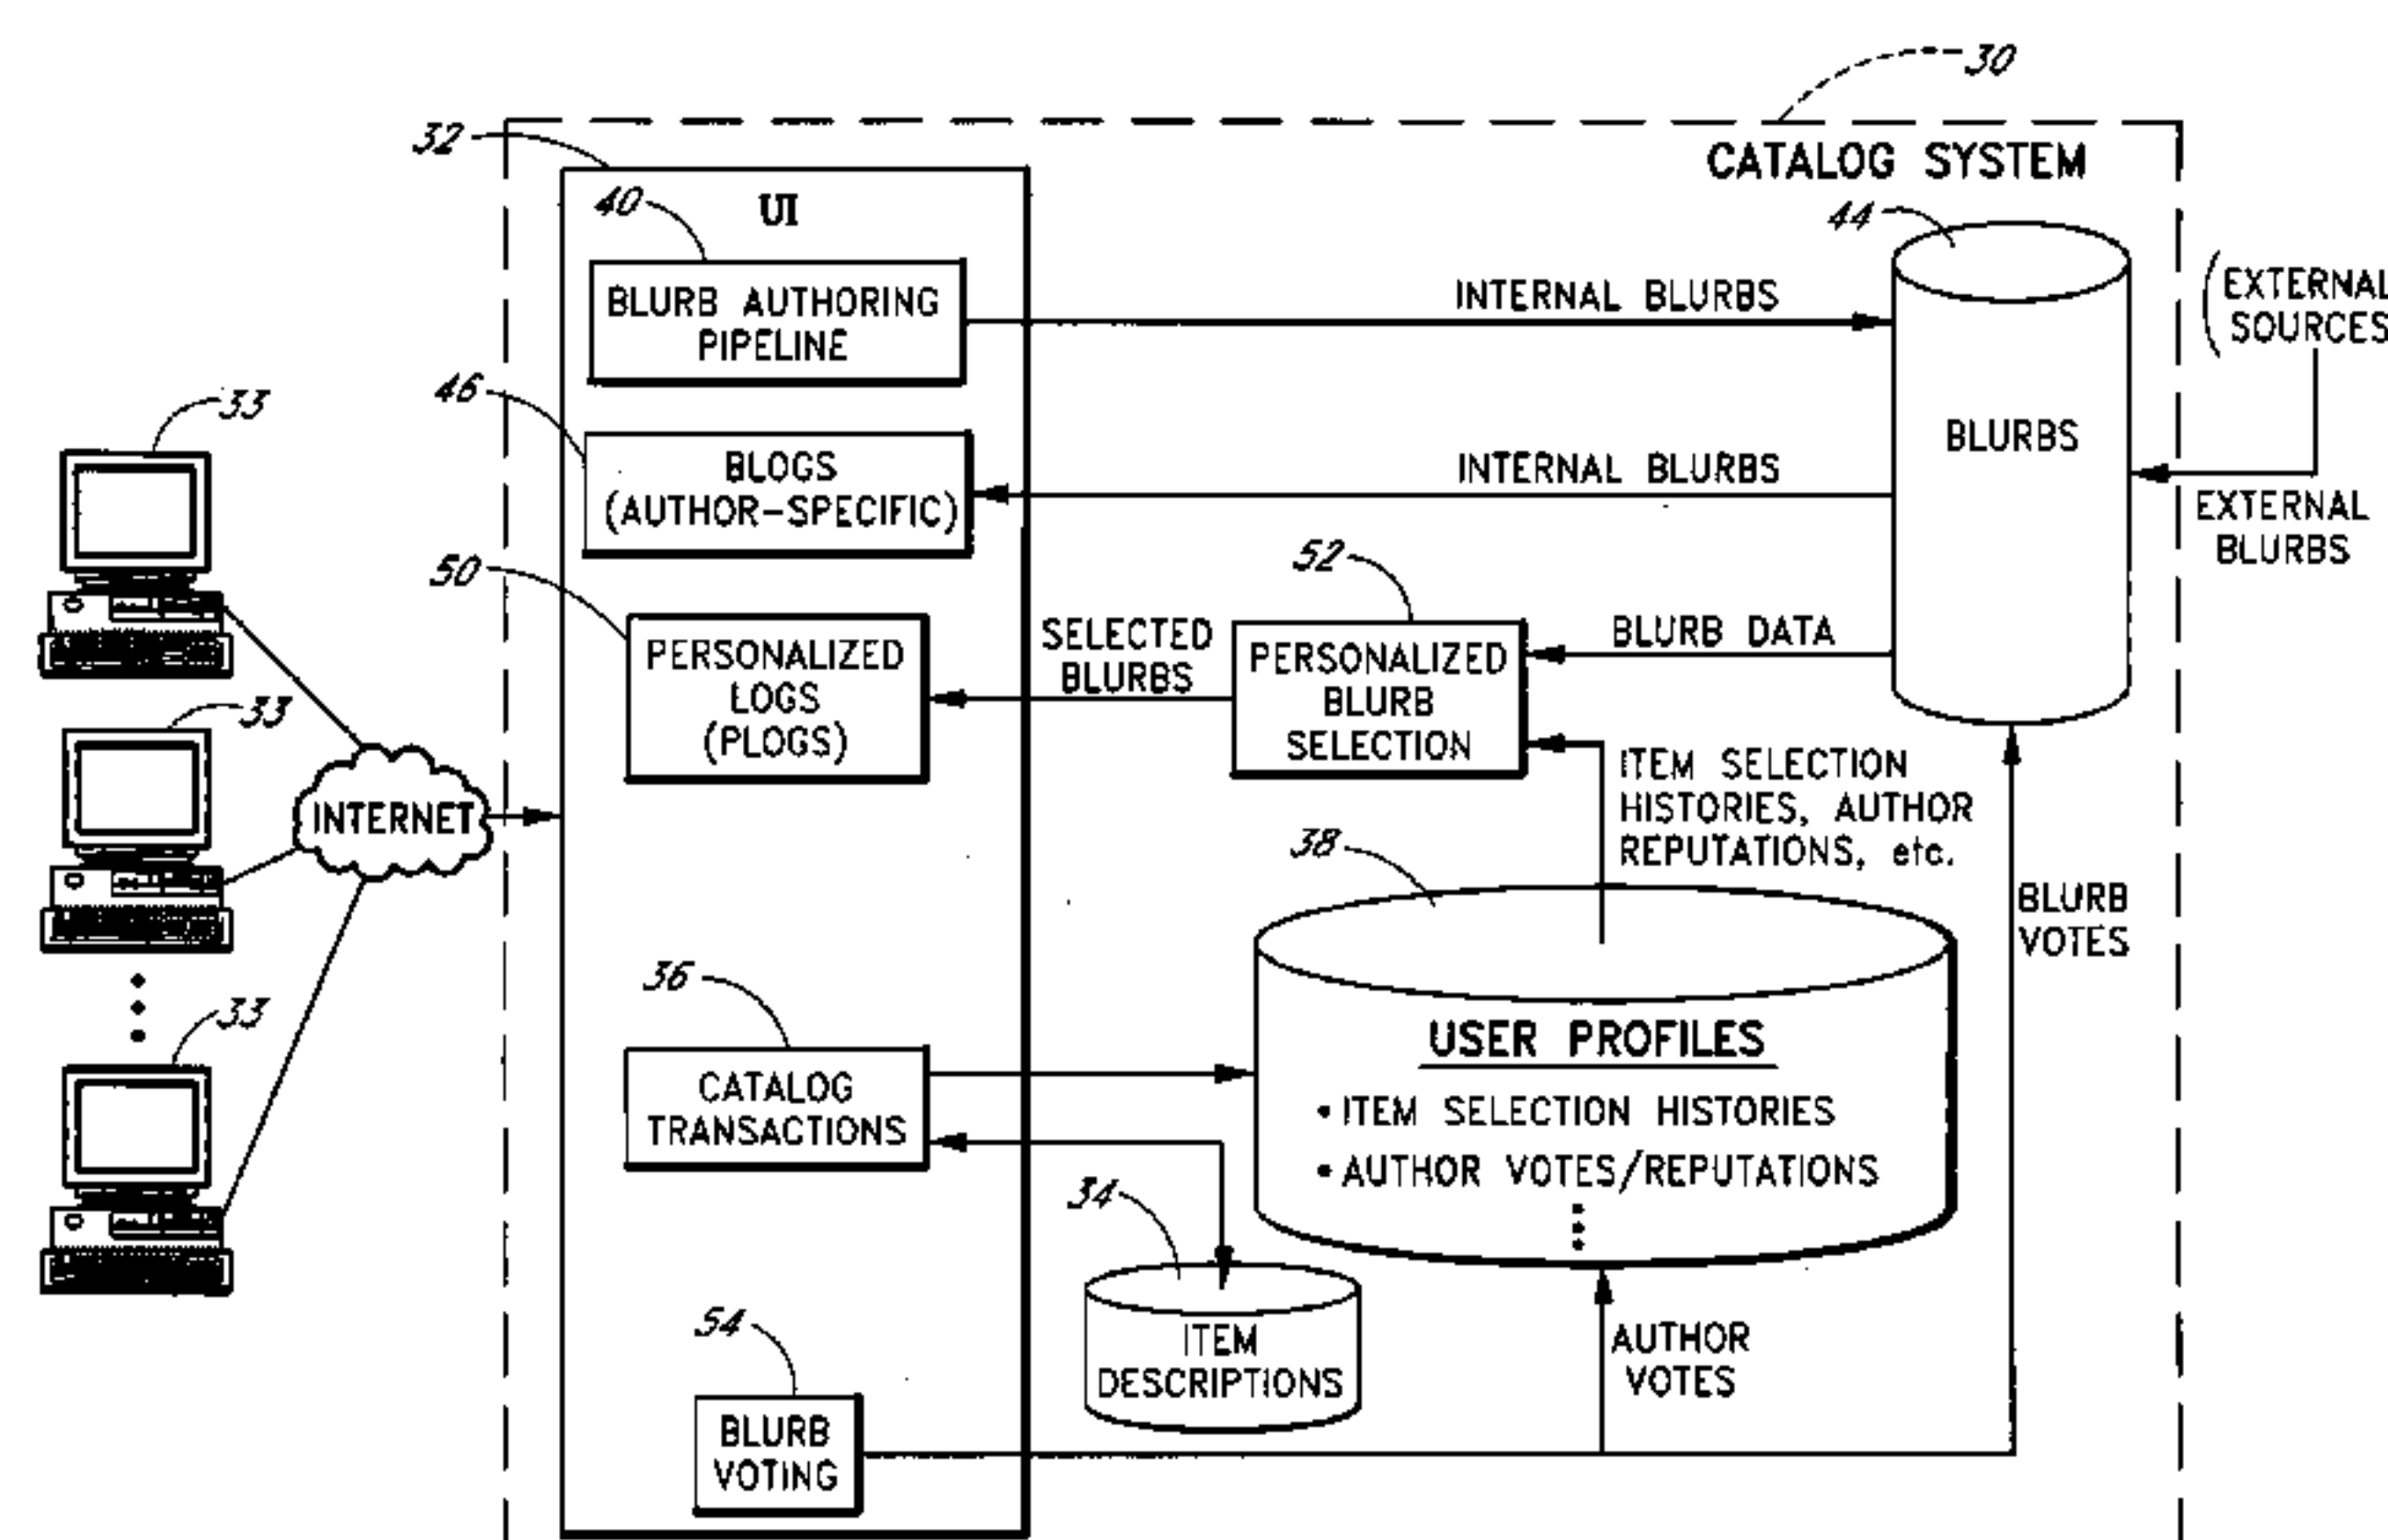 30
CATALOG SYSTEM
32
UI
40
BLURB AUTHORING
PIPELINE
INTERNAL BLURBS
44
BLURBS
(EXTERNAL
SOURCES
EXTERNAL
BLURBS
46
BLOGS
(AUTHOR-SPECIFIC)
INTERNAL BLURBS
50
PERSONALIZED
LOGS
(PLOGS)
SELECTED
BLURBS
52
PERSONALIZED
BLURB
SELECTION
BLURB DATA
ITEM SELECTION
HISTORIES, AUTHOR
REPUTATIONS, etc.
33
33
33
INTERNET
38
USER PROFILES
• ITEM SELECTION HISTORIES
• AUTHOR VOTES/REPUTATIONS
BLURB
VOTES
36
CATALOG
TRANSACTIONS
34
ITEM
DESCRIPTIONS
AUTHOR
VOTES
54
BLURB
VOTING